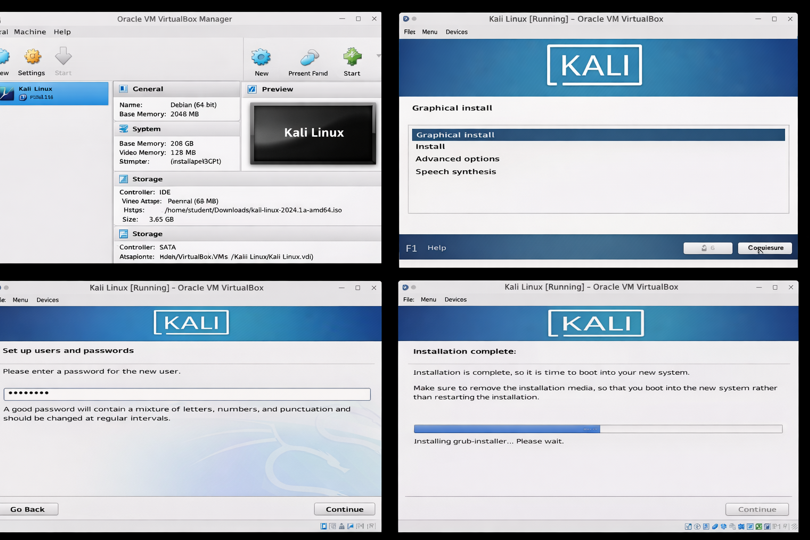 Oracle VM VirtualBox Manager
Machine Help
Settings
Start
New
Start
Kali Linux
General
Name: Debian (64 bit)
Base Memory: 2048 MB
System
Base Memory: 208 GB
Video Memory: 128 MB
Preview
Kali Linux
Storage
Controller: IDE
/home/student/Downloads/kali-linux-2024.1a-amd64.iso
Size: 3.65 GB
Storage
Controller: SATA
Kali Linux [Running] – Oracle VM VirtualBox
Menu Devices
KALI
Graphical install
Graphical install
Install
Advanced options
Speech synthesis
F1 Help
Kali Linux [Running] – Oracle VM VirtualBox
Menu Devices
KALI
Set up users and passwords
Please enter a password for the new user.
A good password will contain a mixture of letters, numbers, and punctuation and
should be changed at regular intervals.
Go Back
Continue
Kali Linux [Running] – Oracle VM VirtualBox
File: Menu Devices
KALI
Installation complete:
Installation is complete, so it is time to boot into your new system.
Make sure to remove the installation media, so that you boot into the new system rather
than restarting the installation.
Installing grub-installer... Please wait.
Continue